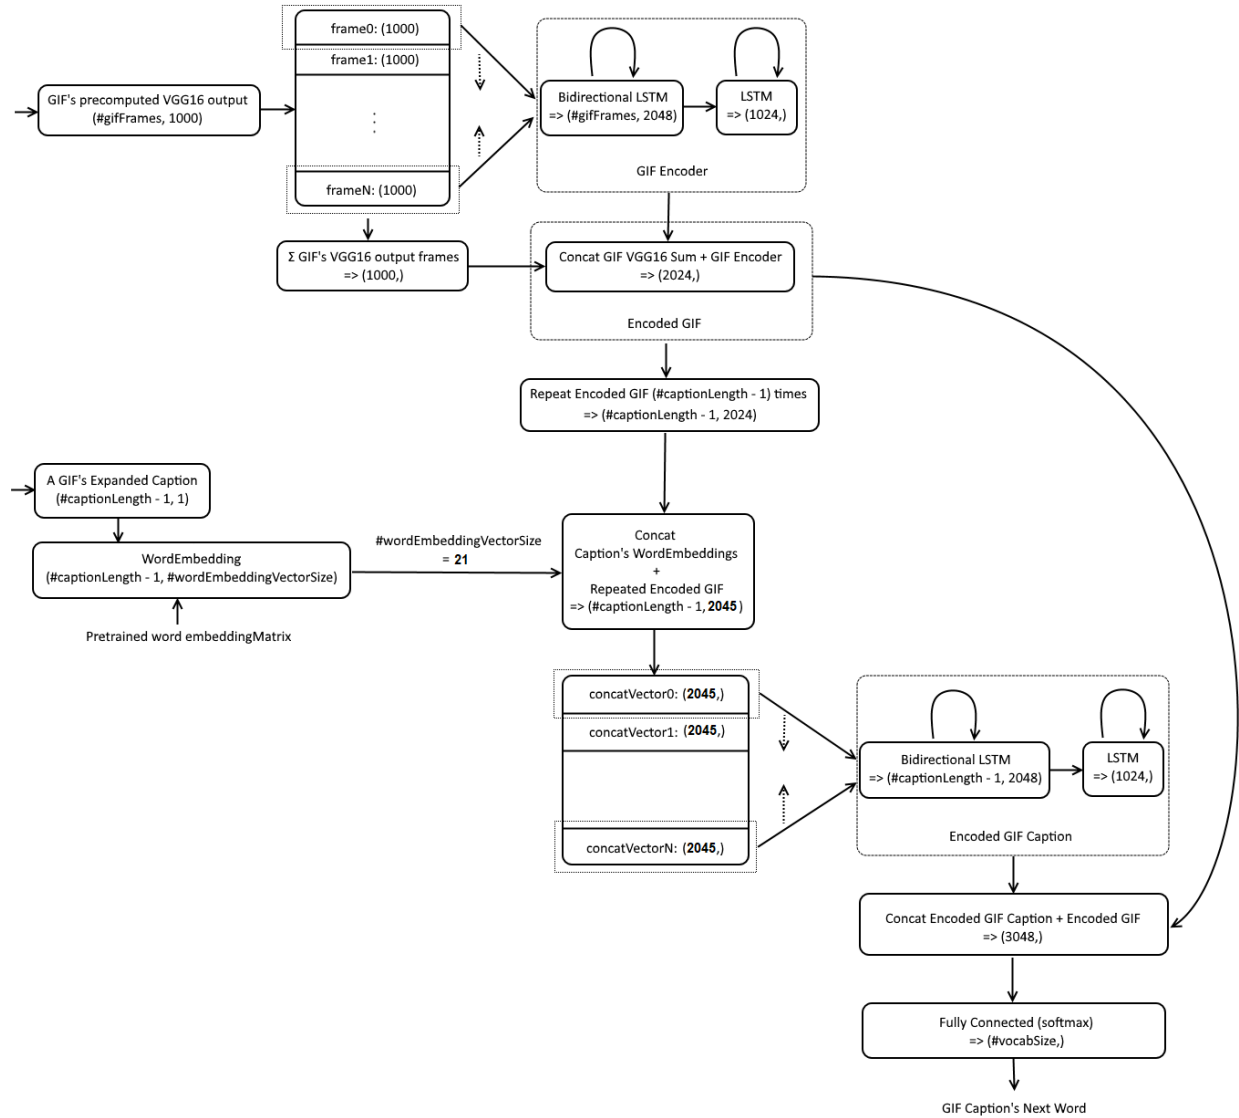 frame0: (1000)
frame1: (1000)
frameN: (1000)
GIF's precomputed VGG16 output
(#gifFrames, 1000)
Bidirectional LSTM
=> (#gifFrames, 2048)
LSTM
=> (1024,)
GIF Encoder
Σ GIF's VGG16 output frames
=> (1000,)
Concat GIF VGG16 Sum + GIF Encoder
=> (2024,)
Encoded GIF
Repeat Encoded GIF (#captionLength - 1) times
=> (#captionLength - 1, 2024)
A GIF's Expanded Caption
(#captionLength - 1, 1)
WordEmbedding
(#captionLength - 1, #wordEmbeddingVectorSize)
Pretrained word embeddingMatrix
#wordEmbeddingVectorSize
= 21
Concat
Caption's WordEmbeddings
+
Repeated Encoded GIF
=> (#captionLength - 1, 2045)
concatVector0: (2045,)
concatVector1: (2045,)
concatVectorN: (2045,)
Bidirectional LSTM
=> (#captionLength - 1, 2048)
LSTM
=> (1024,)
Encoded GIF Caption
Concat Encoded GIF Caption + Encoded GIF
=> (3048,)
Fully Connected (softmax)
=> (#vocabSize,)
GIF Caption's Next Word